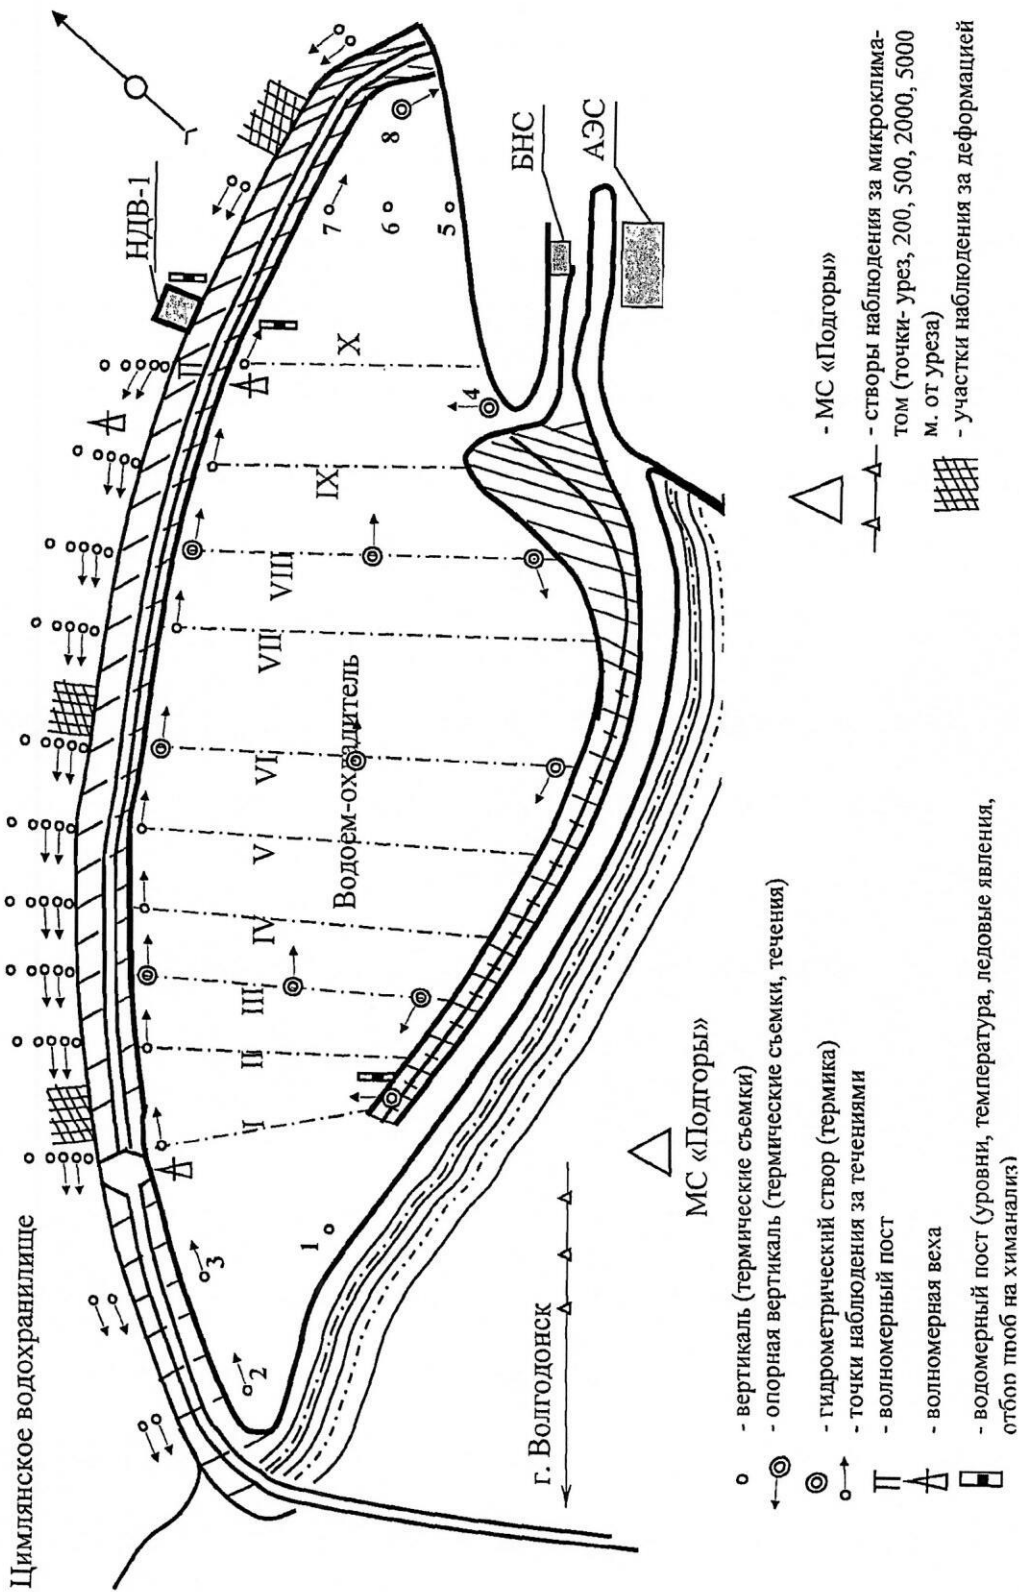 Цимлянское водохранилище
НДВ-1
БНС
АЭС
Водоем-охладитель
I
II
III
IV
V
VI
VII
VIII
IX
X
1
2
3
4
5
6
7
8
г. Волгодонск
МС «Подгоры»
- вертикаль (термические съемки)
- опорная вертикаль (термические съемки, течения)
- гидрометрический створ (термика)
- точки наблюдения за течениями
- волномерный пост
- волномерная веха
- водомерный пост (уровни, температура, ледовые явления,
отбор проб на химанализ)
- МС «Подгоры»
- створы наблюдения за микроклима-
том (точки- урез, 200, 500, 2000, 5000
м. от уреза)
- участки наблюдения за деформацией